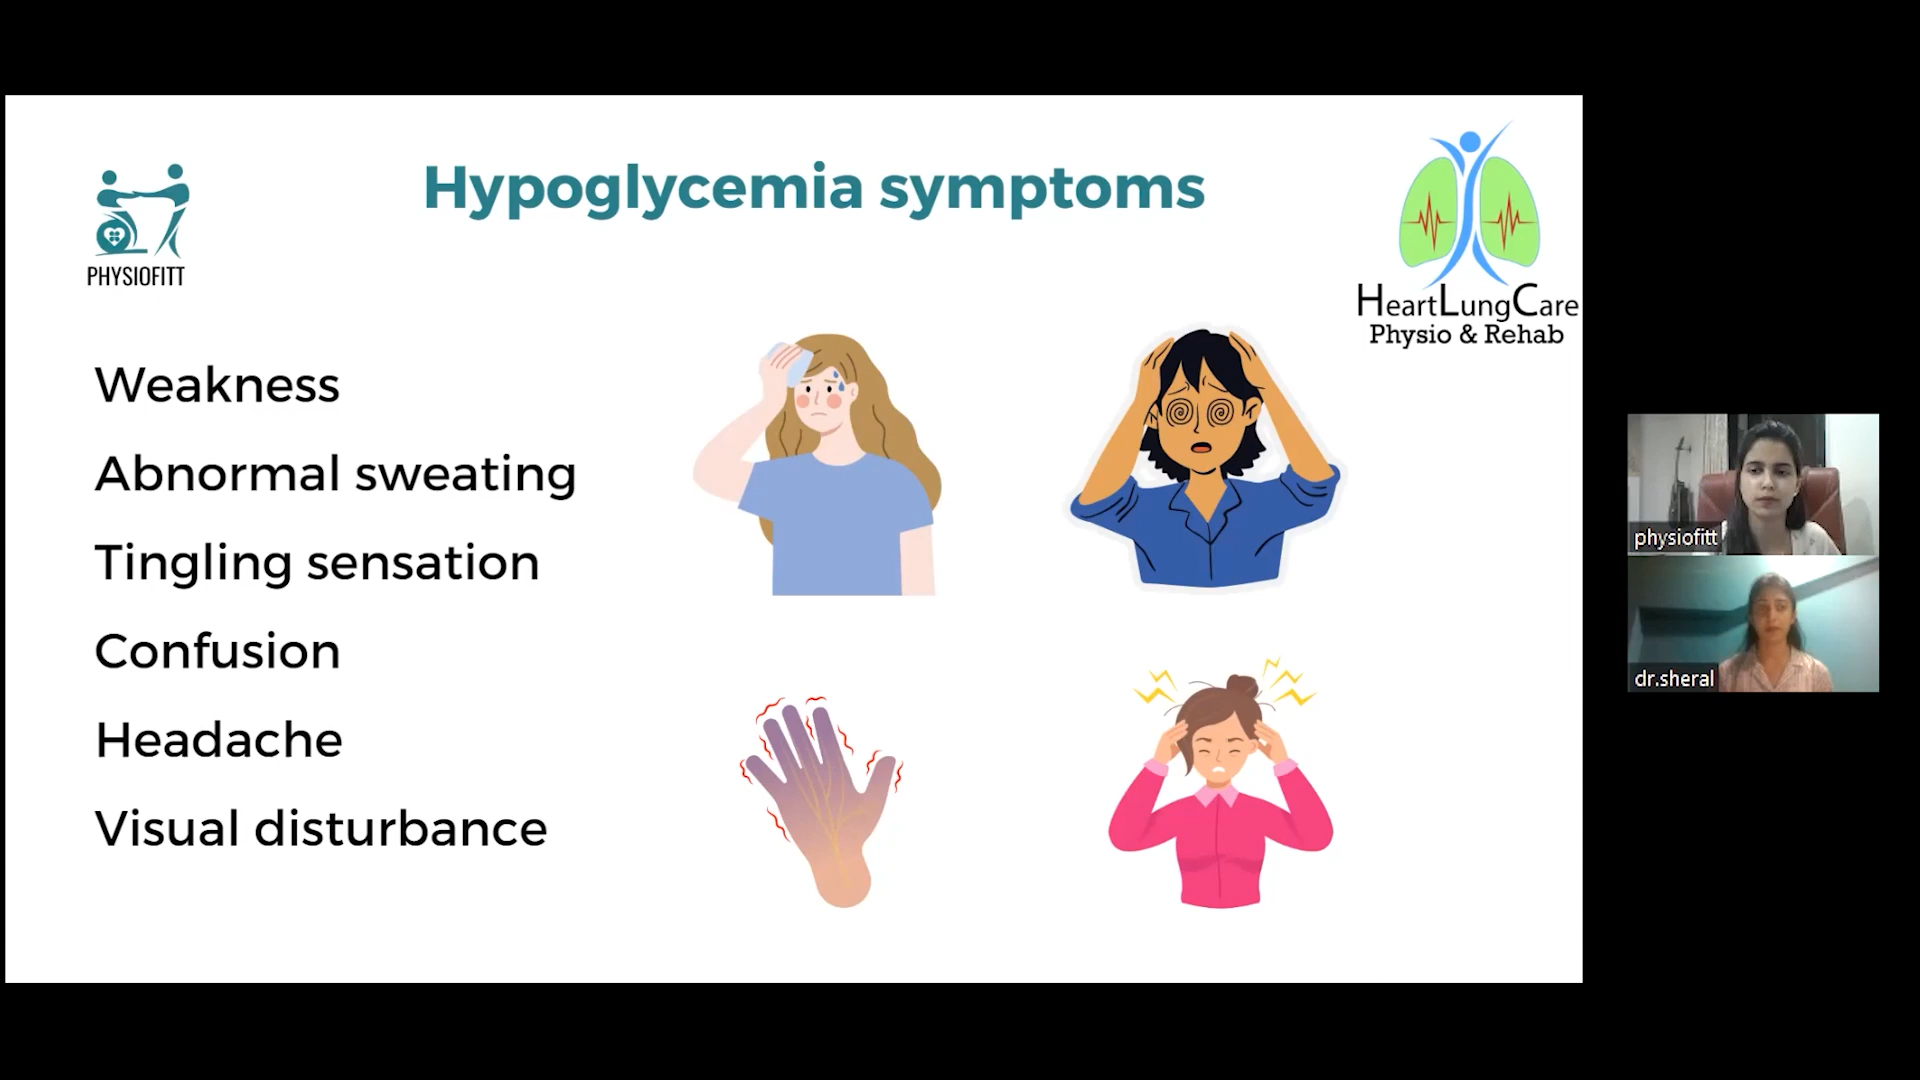 Hypoglycemia symptoms
PHYSIOFITT
HeartLungCare
Physio & Rehab
Weakness
Abnormal sweating
Tingling sensation
Confusion
Headache
Visual disturbance
physiofitt
dr.sheral